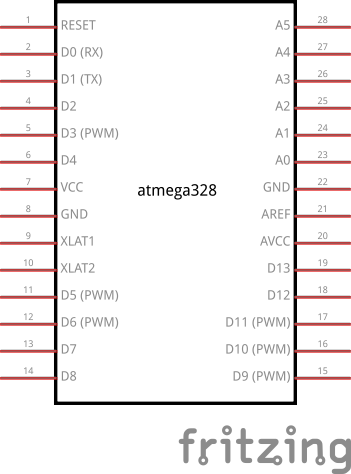 1 RESET A5 28
2 D0 (RX) A4 27
3 D1 (TX) A3 26
4 D2 A2 25
5 D3 (PWM) A1 24
6 D4 A0 23
7 VCC GND 22
atmega328
8 GND AREF 21
9 XLAT1 AVCC 20
10 XLAT2 D13 19
11 D5 (PWM) D12 18
12 D6 (PWM) D11 (PWM) 17
13 D7 D10 (PWM) 16
14 D8 D9 (PWM) 15
fritzing